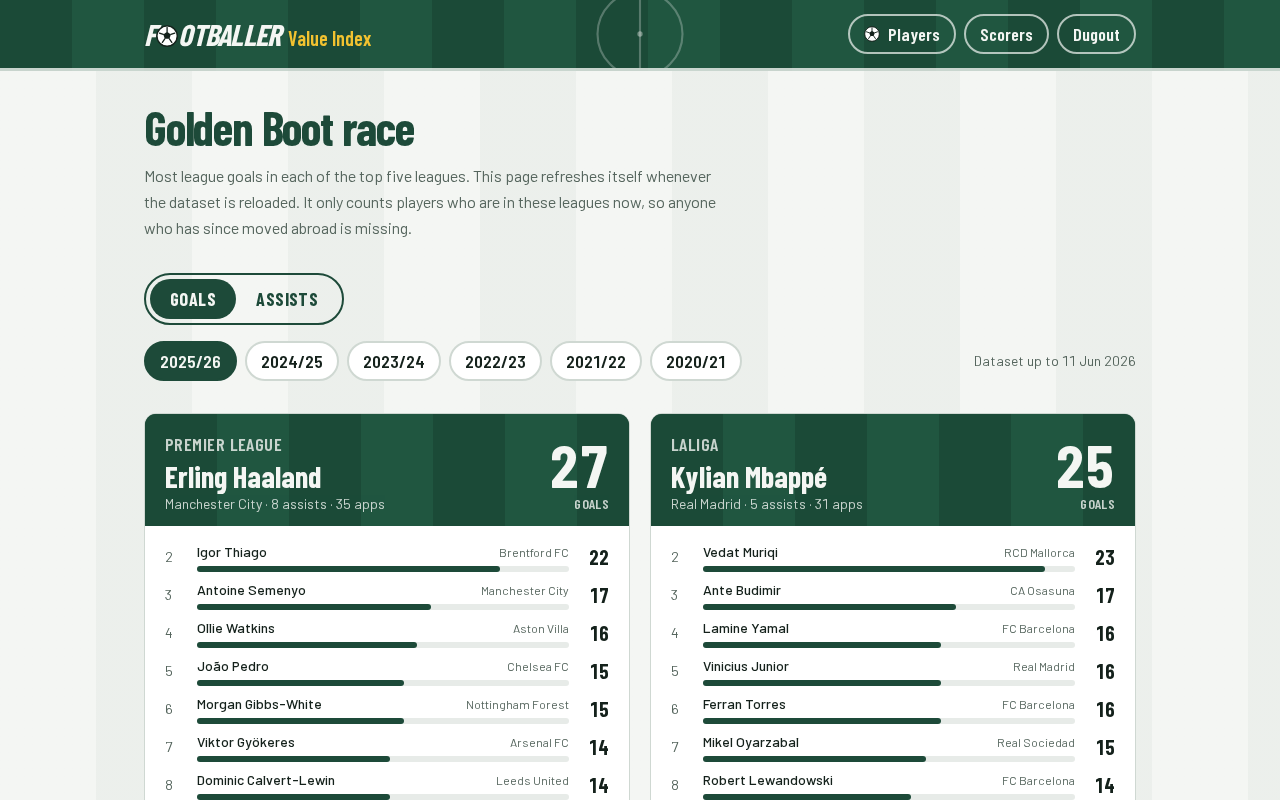 FOOTBALLER Value Index
Players
Scorers
Dugout
Golden Boot race
Most league goals in each of the top five leagues. This page refreshes itself whenever
the dataset is reloaded. It only counts players who are in these leagues now, so anyone
who has since moved abroad is missing.
GOALS
ASSISTS
2025/26
2024/25
2023/24
2022/23
2021/22
2020/21
Dataset up to 11 Jun 2026
PREMIER LEAGUE
Erling Haaland
Manchester City · 8 assists · 35 apps
27
GOALS
2 Igor Thiago Brentford FC 22
3 Antoine Semenyo Manchester City 17
4 Ollie Watkins Aston Villa 16
5 João Pedro Chelsea FC 15
6 Morgan Gibbs-White Nottingham Forest 15
7 Viktor Gyökeres Arsenal FC 14
8 Dominic Calvert-Lewin Leeds United 14
LALIGA
Kylian Mbappé
Real Madrid · 5 assists · 31 apps
25
GOALS
2 Vedat Muriqi RCD Mallorca 23
3 Ante Budimir CA Osasuna 17
4 Lamine Yamal FC Barcelona 16
5 Vinicius Junior Real Madrid 16
6 Ferran Torres FC Barcelona 16
7 Mikel Oyarzabal Real Sociedad 15
8 Robert Lewandowski FC Barcelona 14